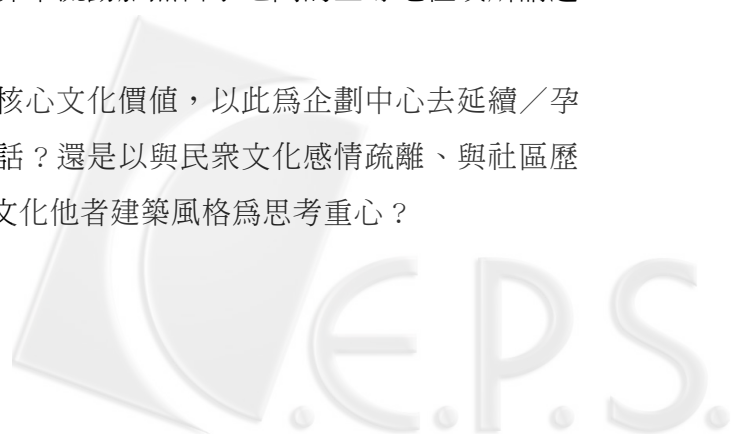 核心文化價値，以此爲企劃中心去延續／孕
話？還是以與民衆文化感情疏離、與社區歷
文化他者建築風格爲思考重心？
C.E.P.S.